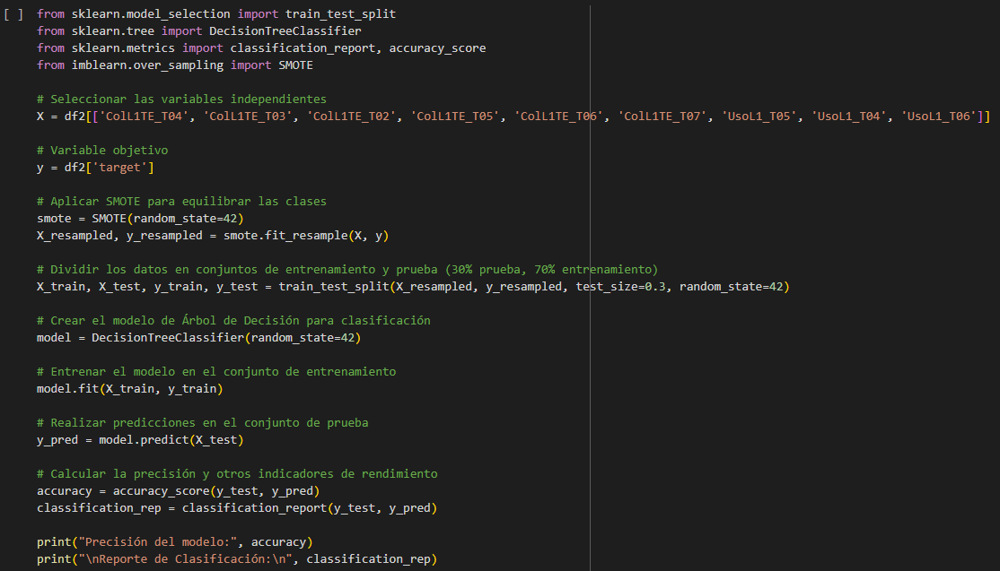 [ ] from sklearn.model_selection import train_test_split
from sklearn.tree import DecisionTreeClassifier
from sklearn.metrics import classification_report, accuracy_score
from imblearn.over_sampling import SMOTE
# Seleccionar las variables independientes
X = df2[['ColL1TE_T04', 'ColL1TE_T03', 'ColL1TE_T02', 'ColL1TE_T05', 'ColL1TE_T06', 'ColL1TE_T07', 'UsoL1_T05', 'UsoL1_T04', 'UsoL1_T06']]
# Variable objetivo
y = df2['target']
# Aplicar SMOTE para equilibrar las clases
smote = SMOTE(random_state=42)
X_resampled, y_resampled = smote.fit_resample(X, y)
# Dividir los datos en conjuntos de entrenamiento y prueba (30% prueba, 70% entrenamiento)
X_train, X_test, y_train, y_test = train_test_split(X_resampled, y_resampled, test_size=0.3, random_state=42)
# Crear el modelo de Árbol de Decisión para clasificación
model = DecisionTreeClassifier(random_state=42)
# Entrenar el modelo en el conjunto de entrenamiento
model.fit(X_train, y_train)
# Realizar predicciones en el conjunto de prueba
y_pred = model.predict(X_test)
# Calcular la precisión y otros indicadores de rendimiento
accuracy = accuracy_score(y_test, y_pred)
classification_rep = classification_report(y_test, y_pred)
print("Precisión del modelo:", accuracy)
print("\nReporte de Clasificación:\n", classification_rep)